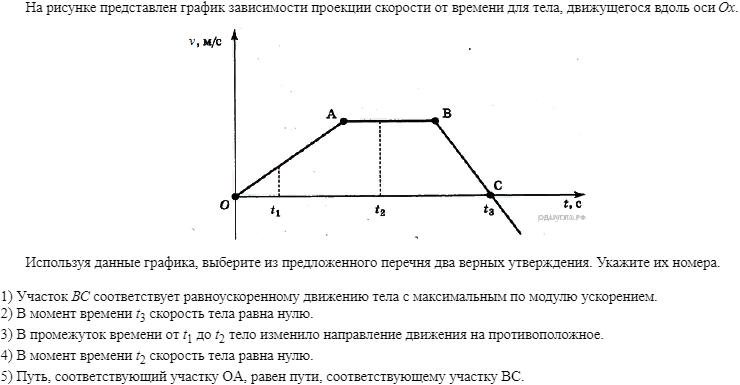 На рисунке представлен график зависимости проекции скорости от времени для тела, движущегося вдоль оси Ox.
v, м/с
A
B
C
O
t1
t2
t3
t, с
РФ
Используя данные графика, выберите из предложенного перечня два верных утверждения. Укажите их номера.
1) Участок BC соответствует равноускоренному движению тела с максимальным по модулю ускорением.
2) В момент времени t3 скорость тела равна нулю.
3) В промежуток времени от t1 до t2 тело изменило направление движения на противоположное.
4) В момент времени t2 скорость тела равна нулю.
5) Путь, соответствующий участку OA, равен пути, соответствующему участку BC.